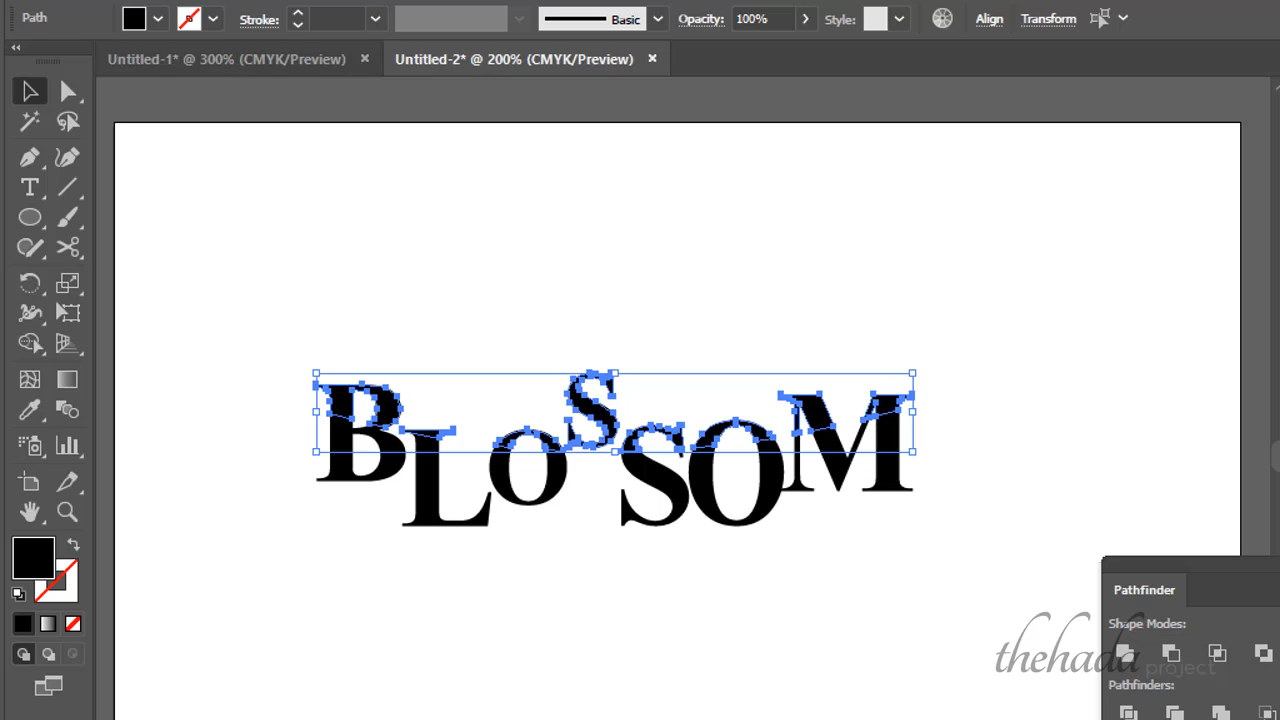 Path Stroke: Basic Opacity: 100% Style: Align Transform
Untitled-1* @ 300% (CMYK/Preview) Untitled-2* @ 200% (CMYK/Preview)
BLOSSOM
Pathfinder
Shape Modes:
thehada project
Pathfinders: